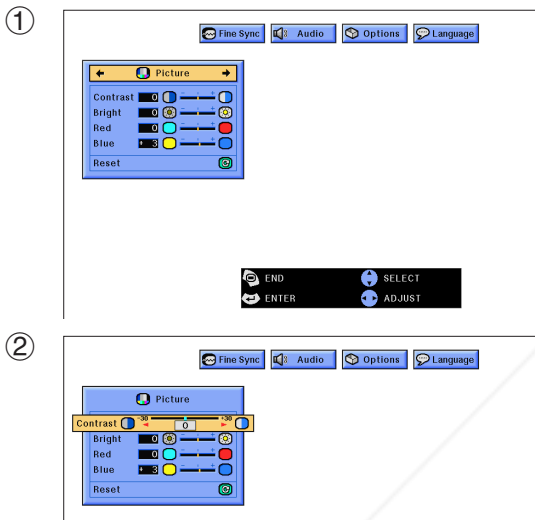 ①
Fine Sync Audio Options Language
Picture
Contrast 0 - +
Bright 0 - +
Red 0 - +
Blue + 3 - +
Reset
END SELECT
ENTER ADJUST
②
Fine Sync Audio Options Language
Picture
Contrast -30 0 +30
Bright 0 - +
Red 0 - +
Blue + 3 - +
Reset